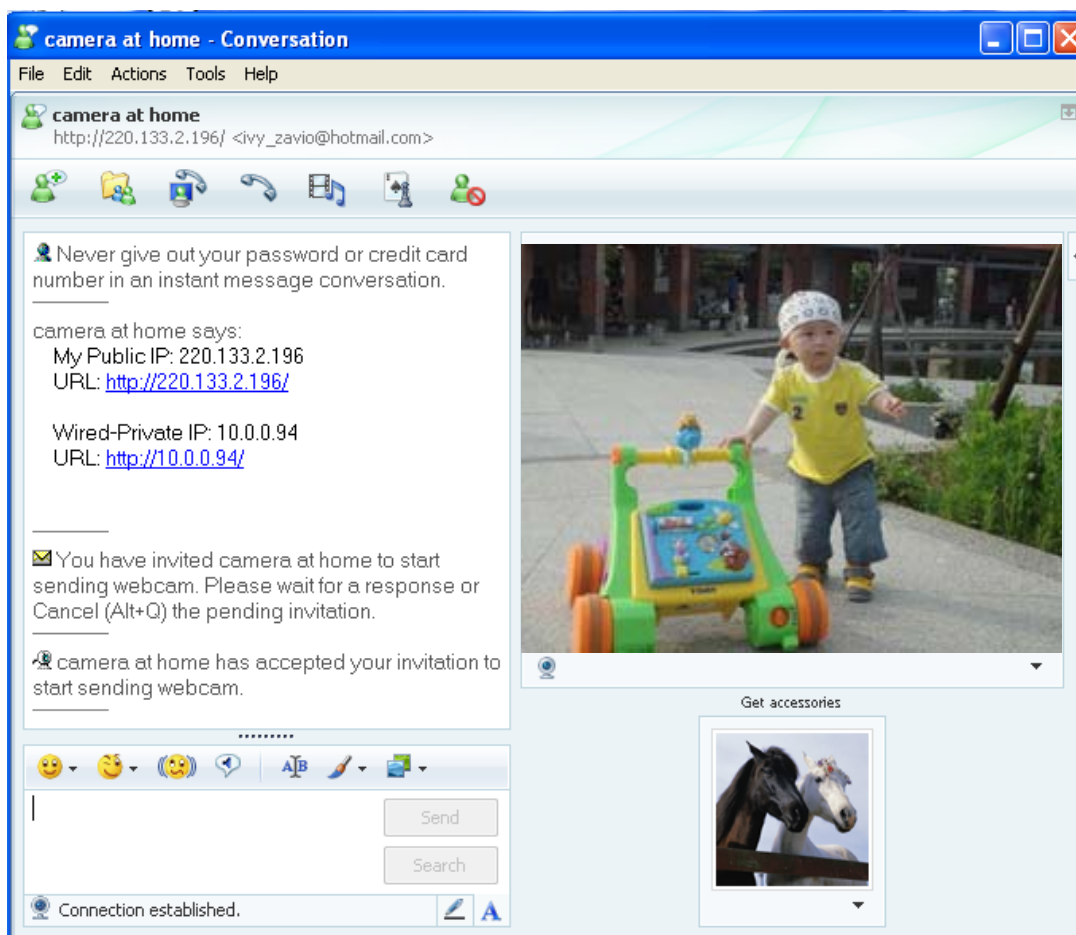 camera at home - Conversation
File Edit Actions Tools Help
camera at home
http://220.133.2.196/ <ivy_zavio@hotmail.com>
Never give out your password or credit card
number in an instant message conversation.
camera at home says:
My Public IP: 220.133.2.196
URL: http://220.133.2.196/
Wired-Private IP: 10.0.0.94
URL: http://10.0.0.94/
You have invited camera at home to start
sending webcam. Please wait for a response or
Cancel (Alt+Q) the pending invitation.
camera at home has accepted your invitation to
start sending webcam.
2
Get accessories
AB
Send
Search
Connection established.
A